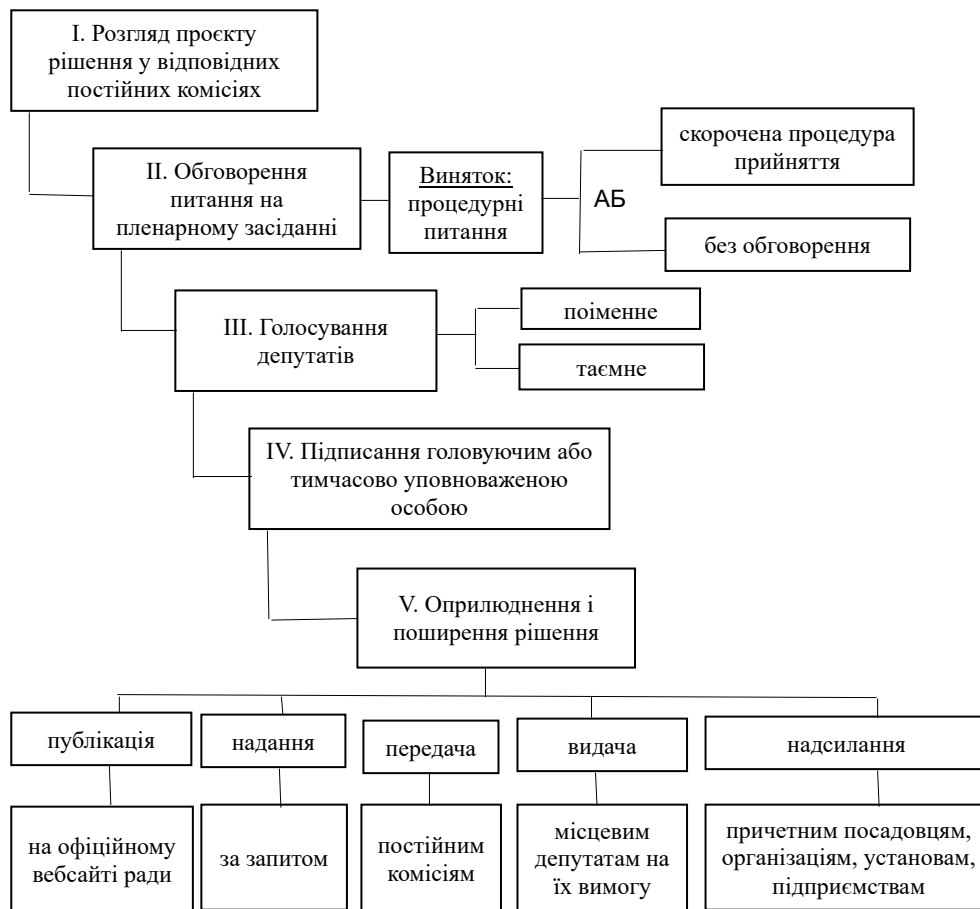 І. Розгляд проєкту
рішення у відповідних
постійних комісіях
скорочена процедура
прийняття
ІІ. Обговорення
питання на
пленарному засіданні
Виняток:
процедурні
питання
АБ
без обговорення
ІІІ. Голосування
депутатів
поіменне
таємне
IV. Підписання головуючим або
тимчасово уповноваженою
особою
V. Оприлюднення і
поширення рішення
публікація
надання
передача
видача
надсилання
на офіційному
вебсайті ради
за запитом
постійним
комісіям
місцевим
депутатам на
їх вимогу
причетним посадовцям,
організаціям, установам,
підприємствам